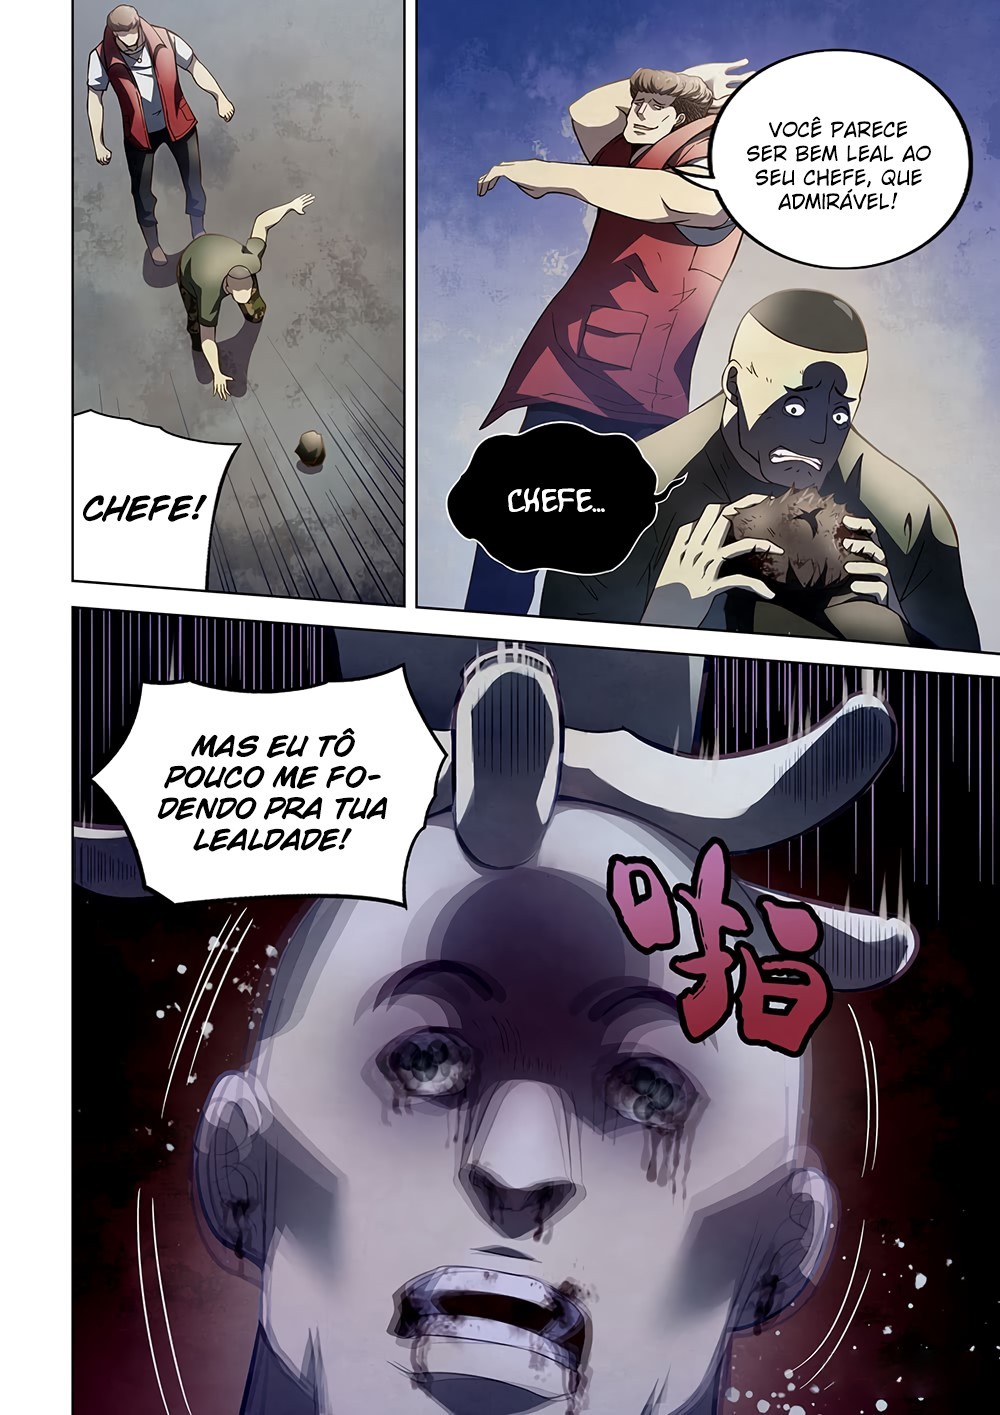 CHEFE!
VOCÊ PARECE
SER BEM LEAL AO
SEU CHEFE, QUE
ADMIRÁVEL!
CHEFE...
MAS EU TÔ
POUCO ME FO-
DENDO PRA TUA
LEALDADE!
啪